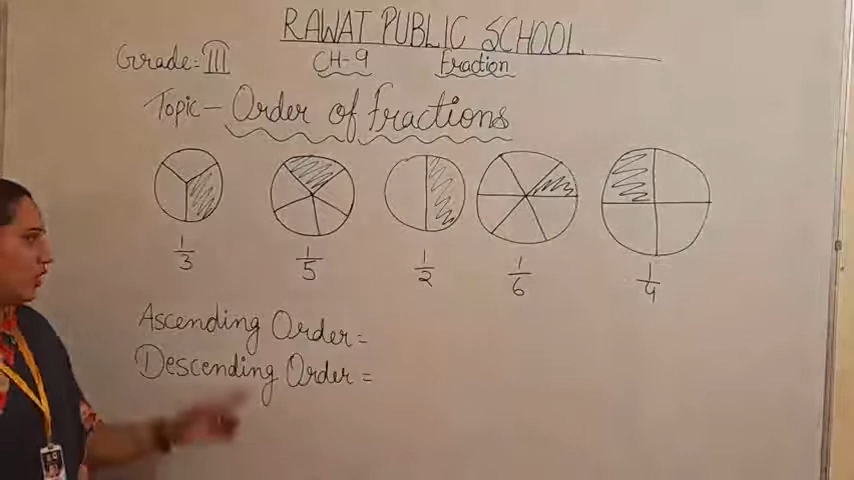 RAWAT PUBLIC SCHOOL
Grade:- III CH-9 Fraction
Topic- Order of Fractions
1/3 1/5 1/2 1/6 1/4
Ascending Order =
Descending Order =